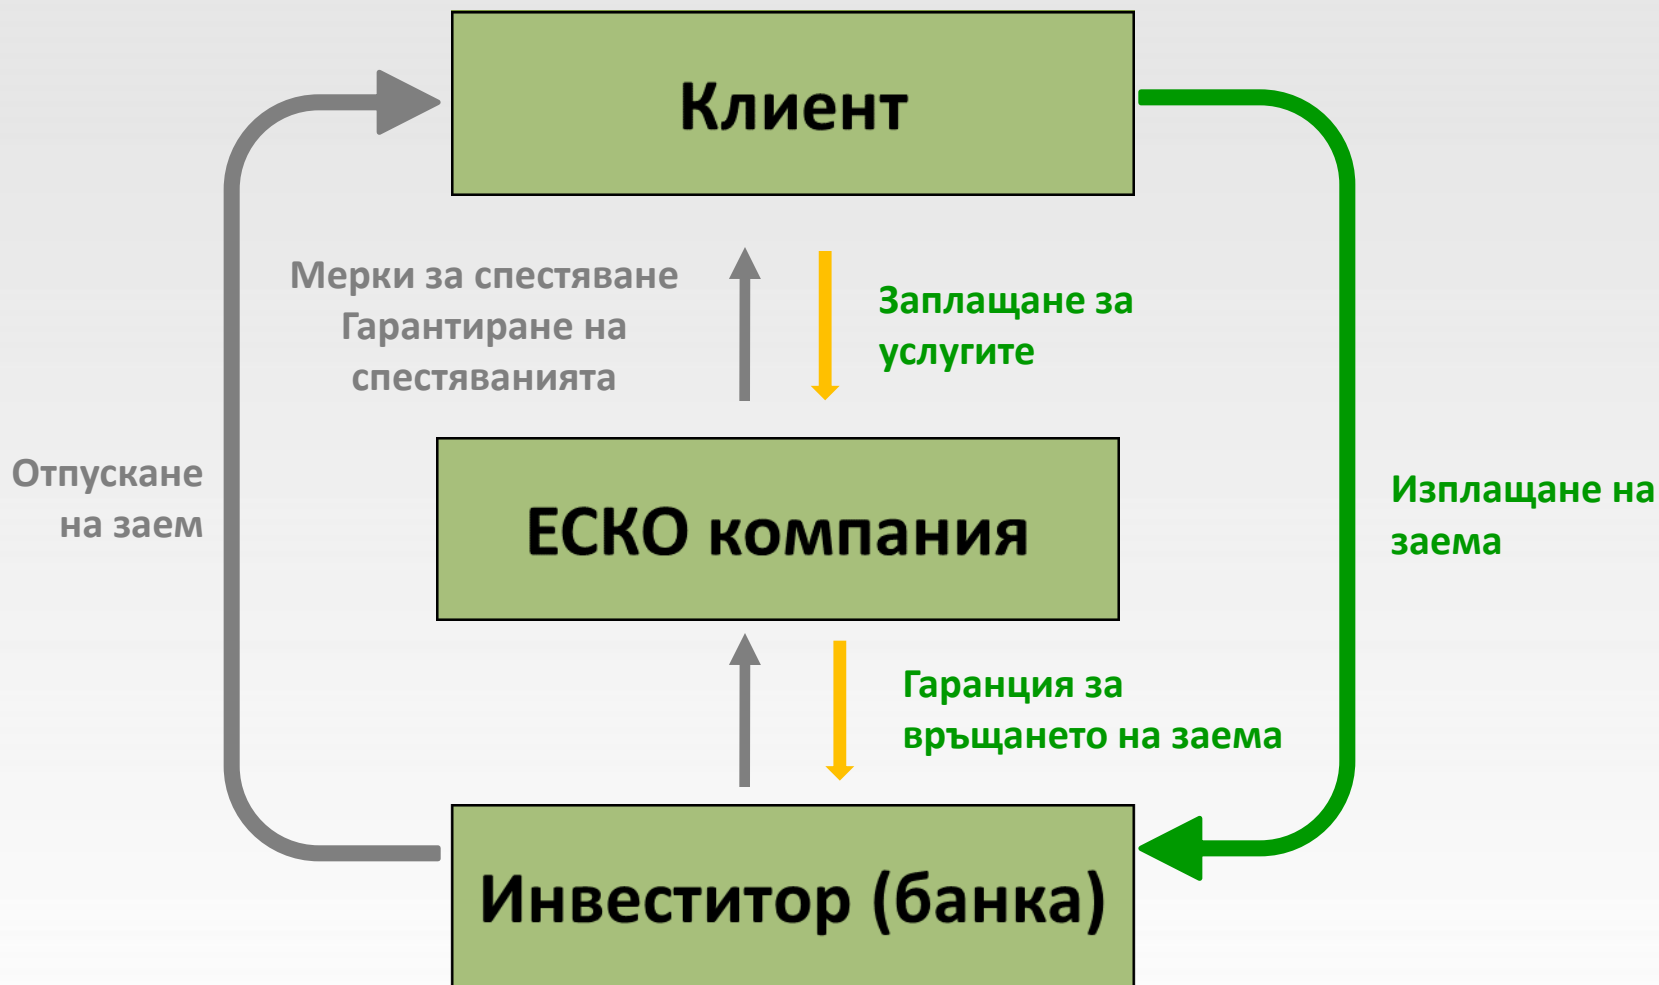 Клиент
Мерки за спестяване
Гарантиране на
спестяванията
Заплащане за
услугите
Отпускане
на заем
ЕСКО компания
Изплащане на
заема
Гаранция за
връщането на заема
Инвеститор (банка)